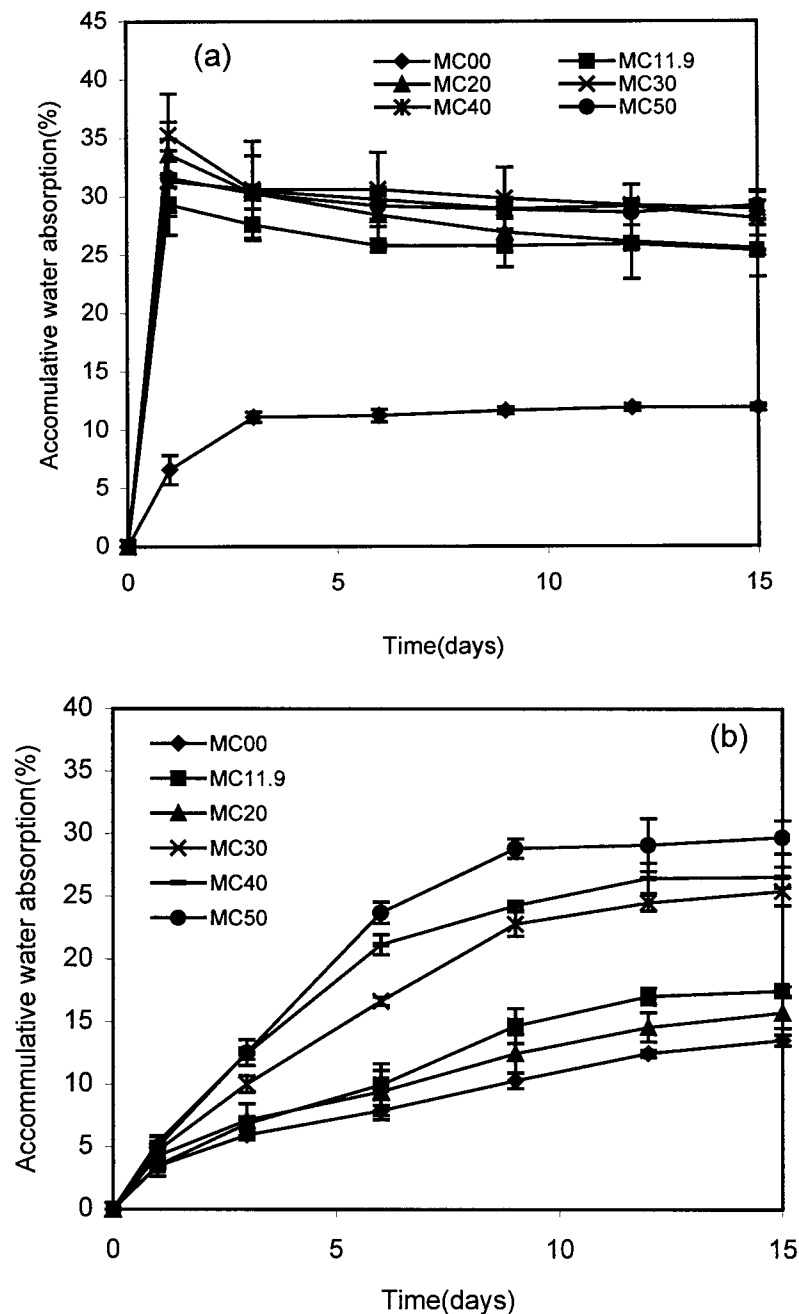 (a)
MC00 MC11.9
MC20 MC30
MC40 MC50
45
40
35
30
25
20
15
10
5
0
Accomulative water absorption(%)
0 5 10 15
Time(days)
(b)
MC00
MC11.9
MC20
MC30
MC40
MC50
40
35
30
25
20
15
10
5
0
Accommulative water absorption(%)
0 5 10 15
Time(days)